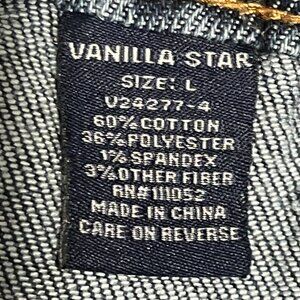 VANILLA STAR
SIZE: L
V24277-4
60% COTTON
36% POLYESTER
1% SPANDEX
3% OTHER FIBER
RN#111052
MADE IN CHINA
CARE ON REVERSE